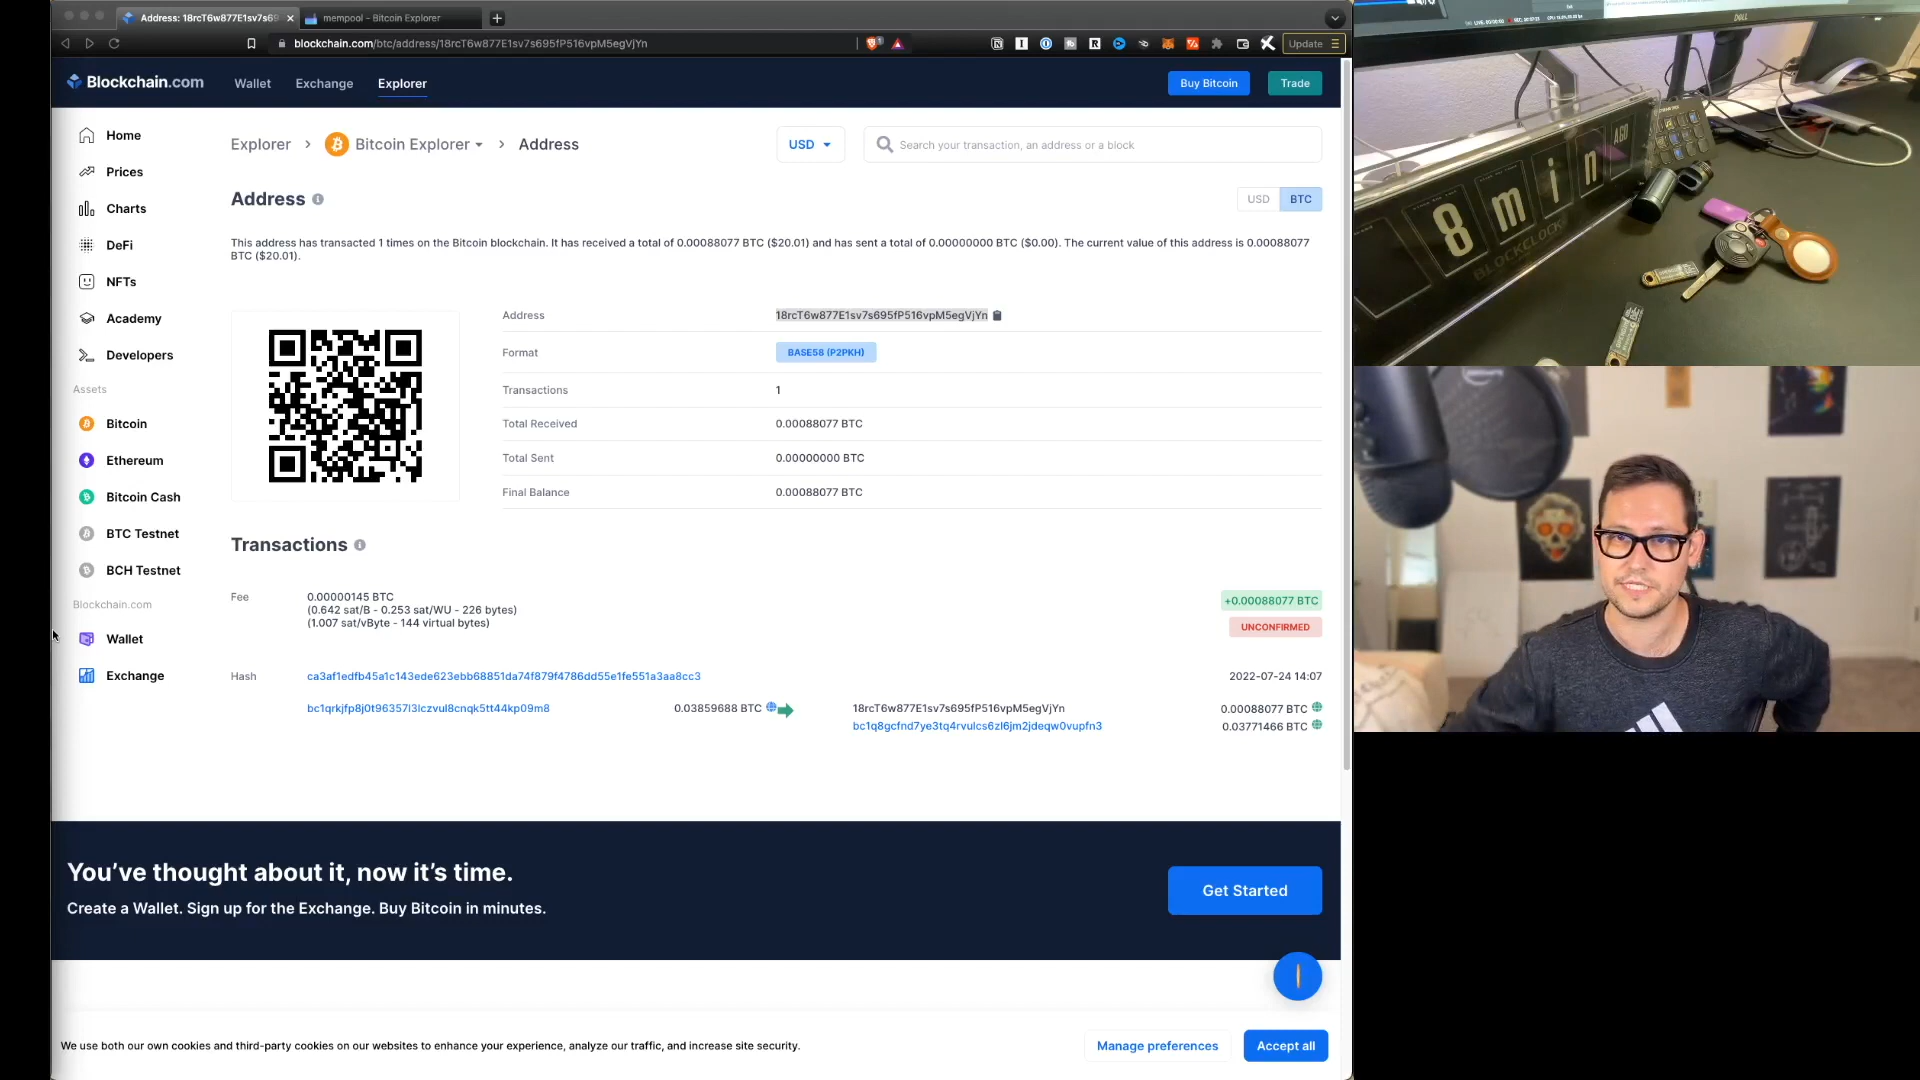 Address: 18rcT6w877E1sv7s69
mempool - Bitcoin Explorer
blockchain.com/btc/address/18rcT6w877E1sv7s695fP516vpM5egVjYn
Update
Blockchain.com
Wallet
Exchange
Explorer
Buy Bitcoin
Trade
Home
Prices
Charts
DeFi
NFTs
Academy
Developers
Assets
Bitcoin
Ethereum
Bitcoin Cash
BTC Testnet
BCH Testnet
Blockchain.com
Wallet
Exchange
Explorer > Bitcoin Explorer > Address
USD
Search your transaction, an address or a block
Address
USD BTC
This address has transacted 1 times on the Bitcoin blockchain. It has received a total of 0.00088077 BTC ($20.01) and has sent a total of 0.00000000 BTC ($0.00). The current value of this address is 0.00088077
BTC ($20.01).
Address 18rcT6w877E1sv7s695fP516vpM5egVjYn
Format BASE58 (P2PKH)
Transactions 1
Total Received 0.00088077 BTC
Total Sent 0.00000000 BTC
Final Balance 0.00088077 BTC
Transactions
Fee 0.00000145 BTC
(0.642 sat/B - 0.253 sat/WU - 226 bytes)
(1.007 sat/vByte - 144 virtual bytes)
+0.00088077 BTC
UNCONFIRMED
Hash ca3af1edfb45a1c143ede623ebb68851da74f879f4786dd55e1fe551a3aa8cc3 2022-07-24 14:07
bc1qrkjfp8j0t96357l3lczvul8cnqk5tt44kp09m8 0.03859688 BTC 18rcT6w877E1sv7s695fP516vpM5egVjYn 0.00088077 BTC
bc1q8gcfnd7ye3tq4rvulcs6zl6jm2jdeqw0vupfn3 0.03771466 BTC
You've thought about it, now it's time.
Create a Wallet. Sign up for the Exchange. Buy Bitcoin in minutes.
Get Started
We use both our own cookies and third-party cookies on our websites to enhance your experience, analyze our traffic, and increase site security.
Manage preferences
Accept all
DELL
8 min AGO
BLOCKCLOCK